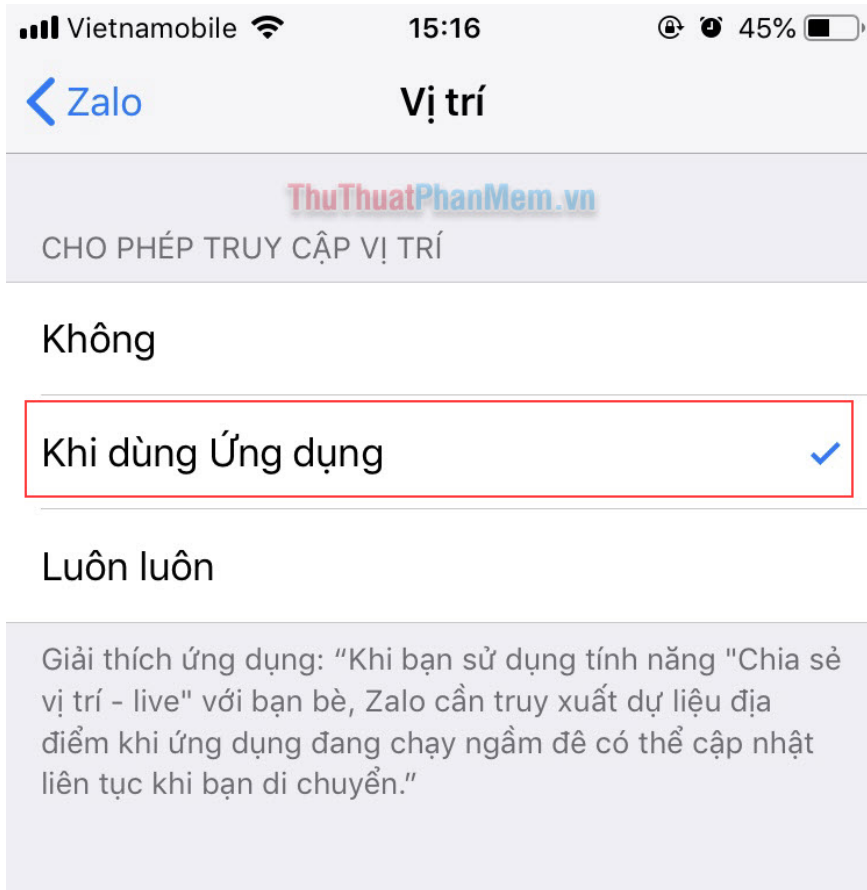 Vietnamobile 15:16 45%
Zalo Vị trí
ThuThuatPhanMem.vn
CHO PHÉP TRUY CẬP VỊ TRÍ
Không
Khi dùng Ứng dụng
Luôn luôn
Giải thích ứng dụng: “Khi bạn sử dụng tính năng "Chia sẻ
vị trí - live" với bạn bè, Zalo cần truy xuất dự liệu địa
điểm khi ứng dụng đang chạy ngầm đê có thể cập nhật
liên tục khi bạn di chuyển.”